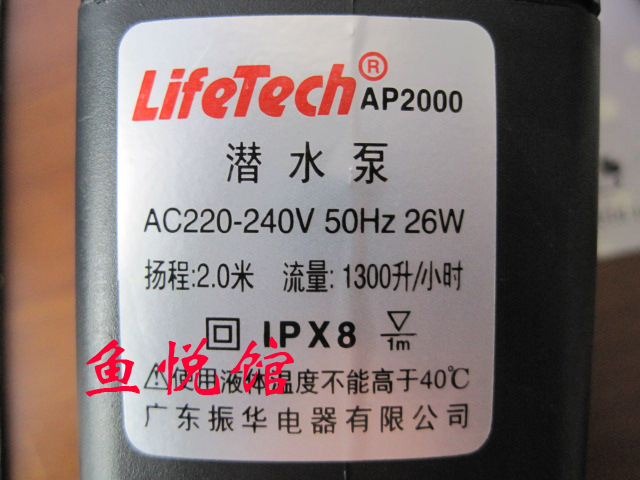 LifeTech® AP2000
潜水泵
AC220-240V 50Hz 26W
扬程:2.0米 流量:1300升/小时
IPX8 1m
鱼悦馆
⚠使用液体温度不能高于40℃
广东振华电器有限公司